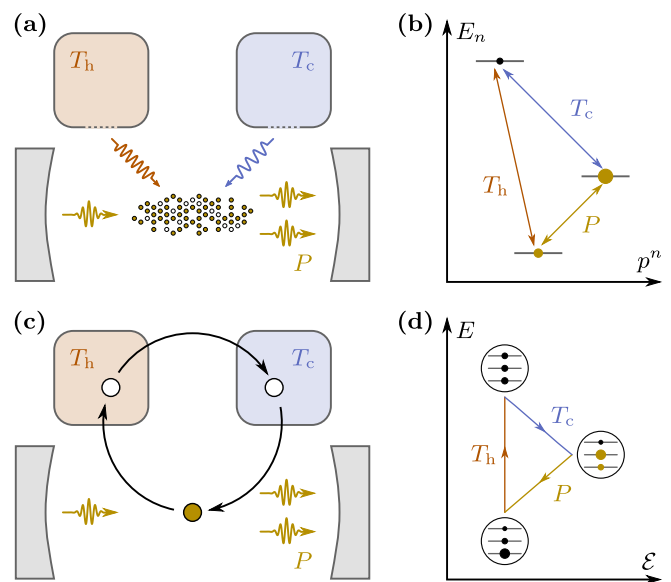 (a)
T_h
T_c
P
(b)
E_n
T_c
T_h
P
p^n
(c)
T_h
T_c
P
(d)
E
T_c
T_h
P
ℰ